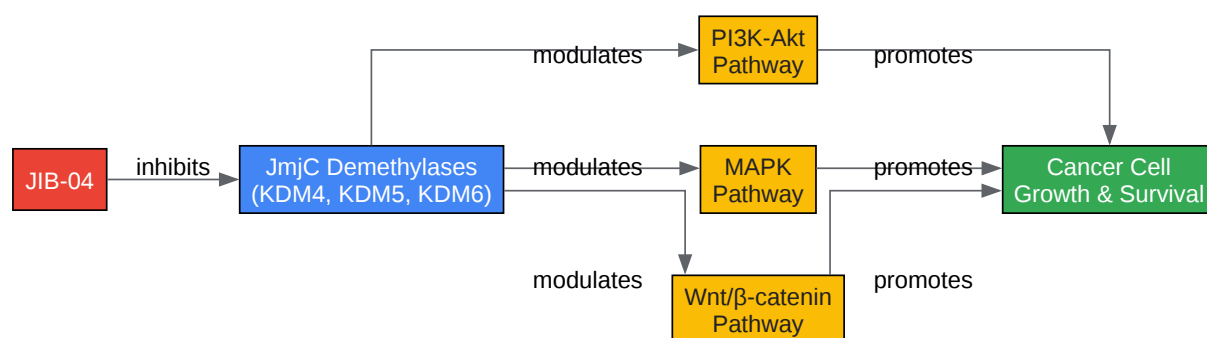 PI3K-Akt
Pathway
modulates
promotes
JIB-04
inhibits
JmjC Demethylases
(KDM4, KDM5, KDM6)
modulates
MAPK
Pathway
promotes
Cancer Cell
Growth & Survival
modulates
Wnt/β-catenin
Pathway
promotes